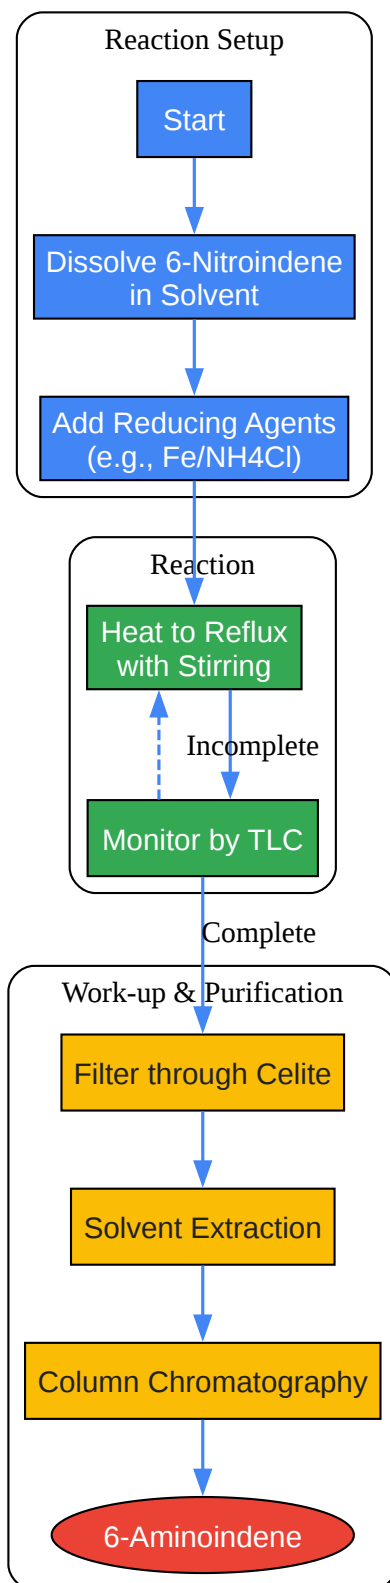 Reaction Setup
Start
Dissolve 6-Nitroindene
in Solvent
Add Reducing Agents
(e.g., Fe/NH4Cl)
Reaction
Heat to Reflux
with Stirring
Incomplete
Monitor by TLC
Complete
Work-up & Purification
Filter through Celite
Solvent Extraction
Column Chromatography
6-Aminoindene